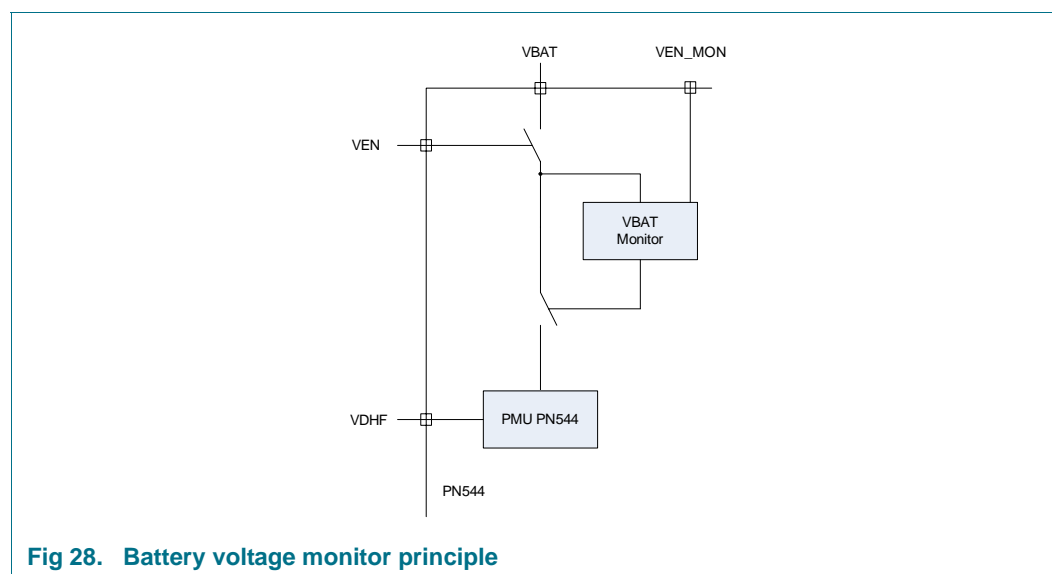 VBAT
VEN_MON
VEN
VBAT
Monitor
VDHF
PMU PN544
PN544
Fig 28. Battery voltage monitor principle